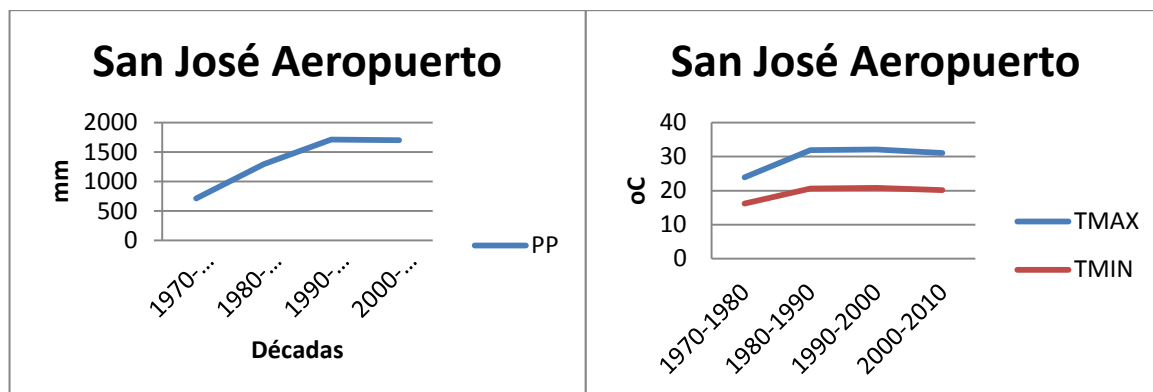 San José Aeropuerto
mm
2000
1500
1000
500
0
1970-...
1980-...
1990-...
2000-...
Décadas
PP
San José Aeropuerto
oC
40
30
20
10
0
1970-1980
1980-1990
1990-2000
2000-2010
TMAX
TMIN